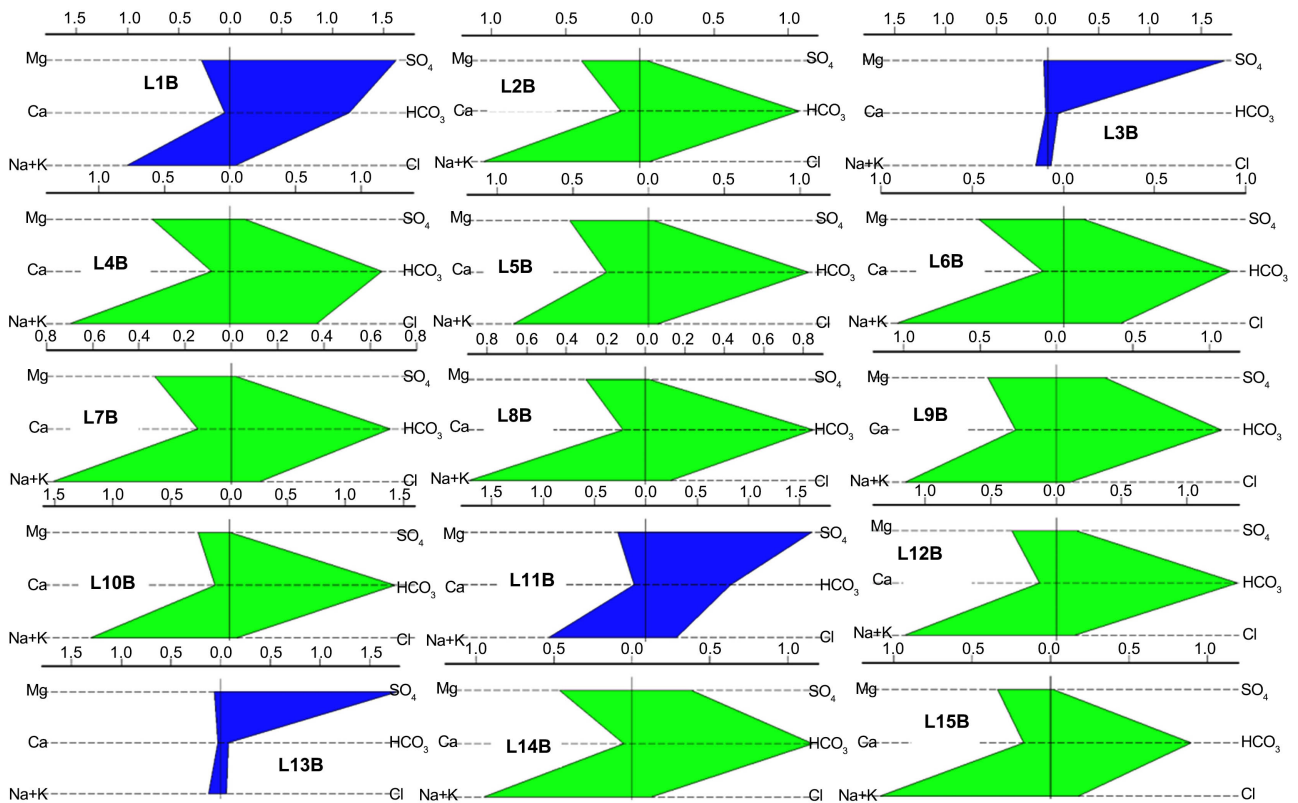 1.5 1.0 0.5 0.0 0.5 1.0 1.5
Mg SO₄
L1B
Ca HCO₃
Na+K Cl
1.0 0.5 0.0 0.5 1.0
Mg SO₄
L2B
Ca HCO₃
Na+K Cl
1.5 1.0 0.5 0.0 0.5 1.0 1.5
Mg SO₄
Ca HCO₃
L3B
Na+K Cl
1.0 0.5 0.0 0.5 1.0
Mg SO₄
L4B
Ca HCO₃
Na+K Cl
1.0 0.5 0.0 0.5 1.0
Mg SO₄
L5B
Ca HCO₃
Na+K Cl
1.0 0.5 0.0 0.5 1.0
Mg SO₄
L6B
Ca HCO₃
Na+K Cl
0.8 0.6 0.4 0.2 0.0 0.2 0.4 0.6 0.8
Mg SO₄
L7B
Ca HCO₃
Na+K Cl
0.8 0.6 0.4 0.2 0.0 0.2 0.4 0.6 0.8
Mg SO₄
L8B
Ca HCO₃
Na+K Cl
1.0 0.5 0.0 0.5 1.0
Mg SO₄
L9B
Ca HCO₃
Na+K Cl
1.5 1.0 0.5 0.0 0.5 1.0 1.5
Mg SO₄
L10B
Ca HCO₃
Na+K Cl
1.5 1.0 0.5 0.0 0.5 1.0 1.5
Mg SO₄
L11B
Ca HCO₃
Na+K Cl
1.0 0.5 0.0 0.5 1.0
Mg SO₄
L12B
Ca HCO₃
Na+K Cl
1.5 1.0 0.5 0.0 0.5 1.0 1.5
Mg SO₄
Ca HCO₃
L13B
Na+K Cl
1.0 0.5 0.0 0.5 1.0
Mg SO₄
L14B
Ca HCO₃
Na+K Cl
1.0 0.5 0.0 0.5 1.0
Mg SO₄
L15B
Ca HCO₃
Na+K Cl